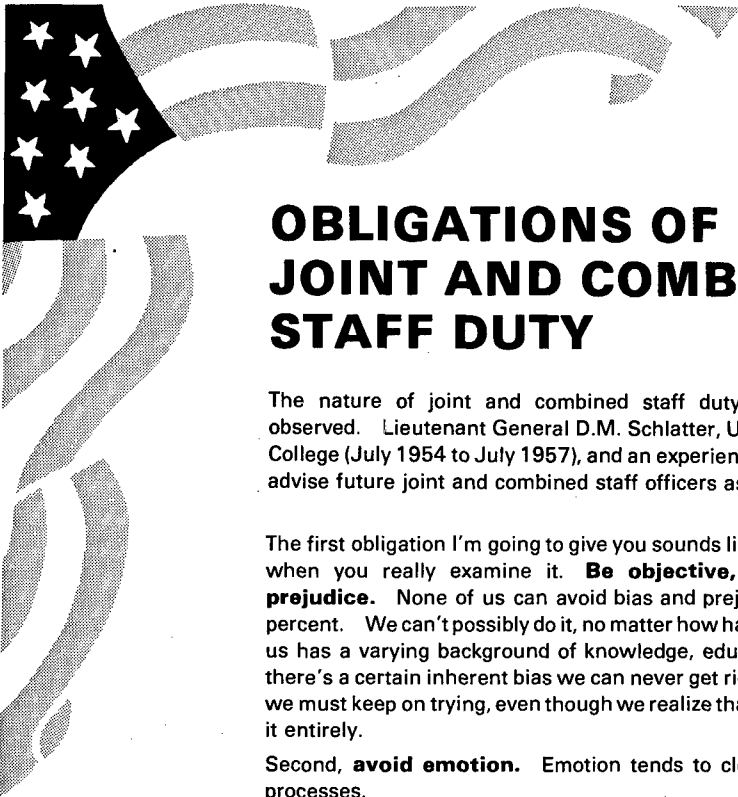 OBLIGATIONS OF
JOINT AND COMB
STAFF DUTY
The nature of joint and combined staff duty
observed. Lieutenant General D.M. Schlatter, U
College (July 1954 to July 1957), and an experien
advise future joint and combined staff officers as
The first obligation I'm going to give you sounds li
when you really examine it. Be objective,
prejudice. None of us can avoid bias and prej
percent. We can't possibly do it, no matter how ha
us has a varying background of knowledge, edu
there's a certain inherent bias we can never get ri
we must keep on trying, even though we realize tha
it entirely.
Second, avoid emotion. Emotion tends to cl
processes.